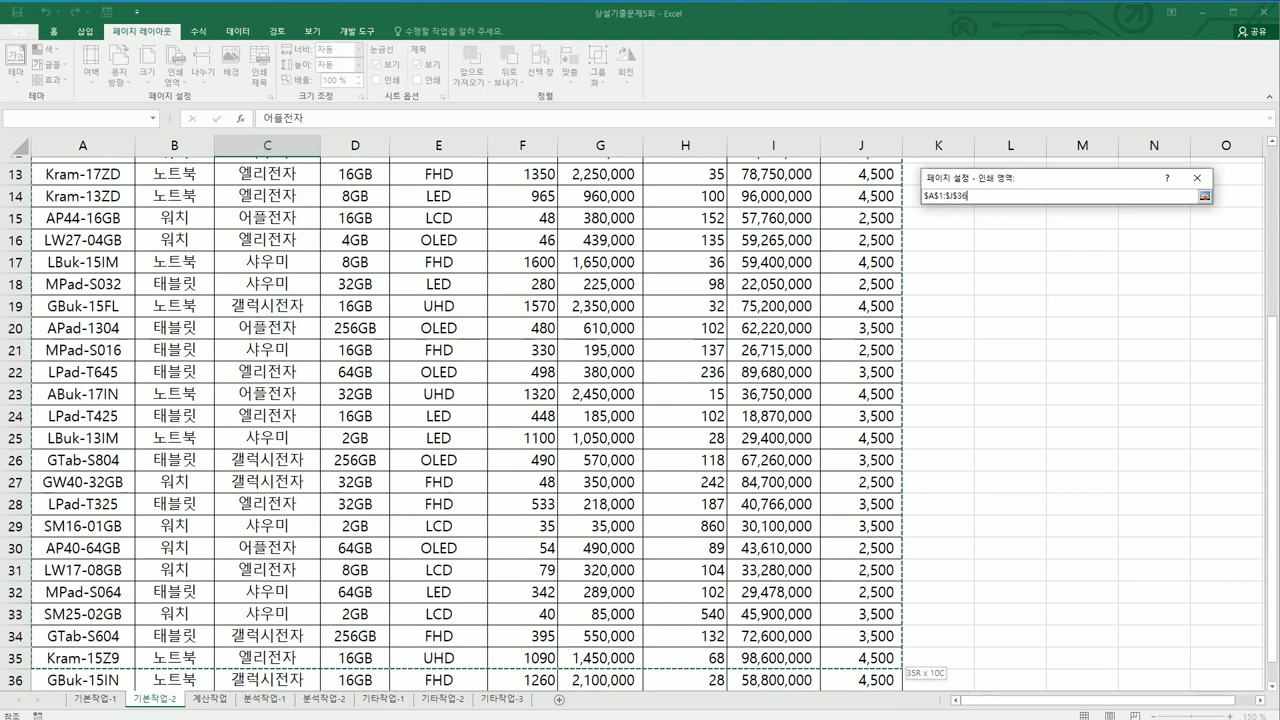 상설기출문제5회 - Excel
홈 삽입 페이지 레이아웃 수식 데이터 검토 보기 개발 도구 수행할 작업을 알려 주세요. 공유
색 너비: 자동 눈금선 제목
테마 글꼴 여백 용지 방향 크기 인쇄 영역 나누기 배경 인쇄 제목 높이: 자동 보기 보기 앞으로 가져오기 뒤로 보내기 선택 창 맞춤 그룹화 회전
효과 배율: 100 % 인쇄 인쇄
테마 페이지 설정 크기 조정 시트 옵션 정렬
fx 어플전자
A B C D E F G H I J K L M N O
13 Kram-17ZD 노트북 엘리전자 16GB FHD 1350 2,250,000 35 78,750,000 4,500
페이지 설정 - 인쇄 영역: ? ×
$A$1:$J$36
14 Kram-13ZD 노트북 엘리전자 8GB LED 965 960,000 100 96,000,000 4,500
15 AP44-16GB 워치 어플전자 8GB LCD 48 380,000 152 57,760,000 2,500
16 LW27-04GB 워치 엘리전자 4GB OLED 46 439,000 135 59,265,000 2,500
17 LBuk-15IM 노트북 샤우미 8GB FHD 1600 1,650,000 36 59,400,000 4,500
18 MPad-S032 태블릿 샤우미 32GB LED 280 225,000 98 22,050,000 2,500
19 GBuk-15FL 노트북 갤럭시전자 16GB UHD 1570 2,350,000 32 75,200,000 4,500
20 APad-1304 태블릿 어플전자 256GB OLED 480 610,000 102 62,220,000 3,500
21 MPad-S016 태블릿 샤우미 16GB FHD 330 195,000 137 26,715,000 2,500
22 LPad-T645 태블릿 엘리전자 64GB OLED 498 380,000 236 89,680,000 2,500
23 ABuk-17IN 노트북 어플전자 32GB UHD 1320 2,450,000 15 36,750,000 4,500
24 LPad-T425 태블릿 엘리전자 16GB LED 448 185,000 102 18,870,000 3,500
25 LBuk-13IM 노트북 샤우미 2GB LED 1100 1,050,000 28 29,400,000 4,500
26 GTab-S804 태블릿 갤럭시전자 256GB OLED 490 570,000 118 67,260,000 3,500
27 GW40-32GB 워치 갤럭시전자 32GB FHD 48 350,000 242 84,700,000 2,500
28 LPad-T325 태블릿 엘리전자 32GB FHD 533 218,000 187 40,766,000 3,500
29 SM16-01GB 워치 샤우미 2GB LCD 35 35,000 860 30,100,000 3,500
30 AP40-64GB 워치 어플전자 64GB OLED 54 490,000 89 43,610,000 2,500
31 LW17-08GB 워치 엘리전자 8GB LCD 79 320,000 104 33,280,000 2,500
32 MPad-S064 태블릿 샤우미 64GB LED 342 289,000 102 29,478,000 2,500
33 SM25-02GB 워치 샤우미 2GB LCD 40 85,000 540 45,900,000 3,500
34 GTab-S604 태블릿 갤럭시전자 256GB FHD 395 550,000 132 72,600,000 3,500
35 Kram-15Z9 노트북 엘리전자 16GB UHD 1090 1,450,000 68 98,600,000 4,500
36 GBuk-15IN 노트북 갤럭시전자 16GB FHD 1260 2,100,000 28 58,800,000 4,500
35R x 10C
기본작업-1 기본작업-2 계산작업 분석작업-1 분석작업-2 기타작업-1 기타작업-2 기타작업-3
참조 150 %